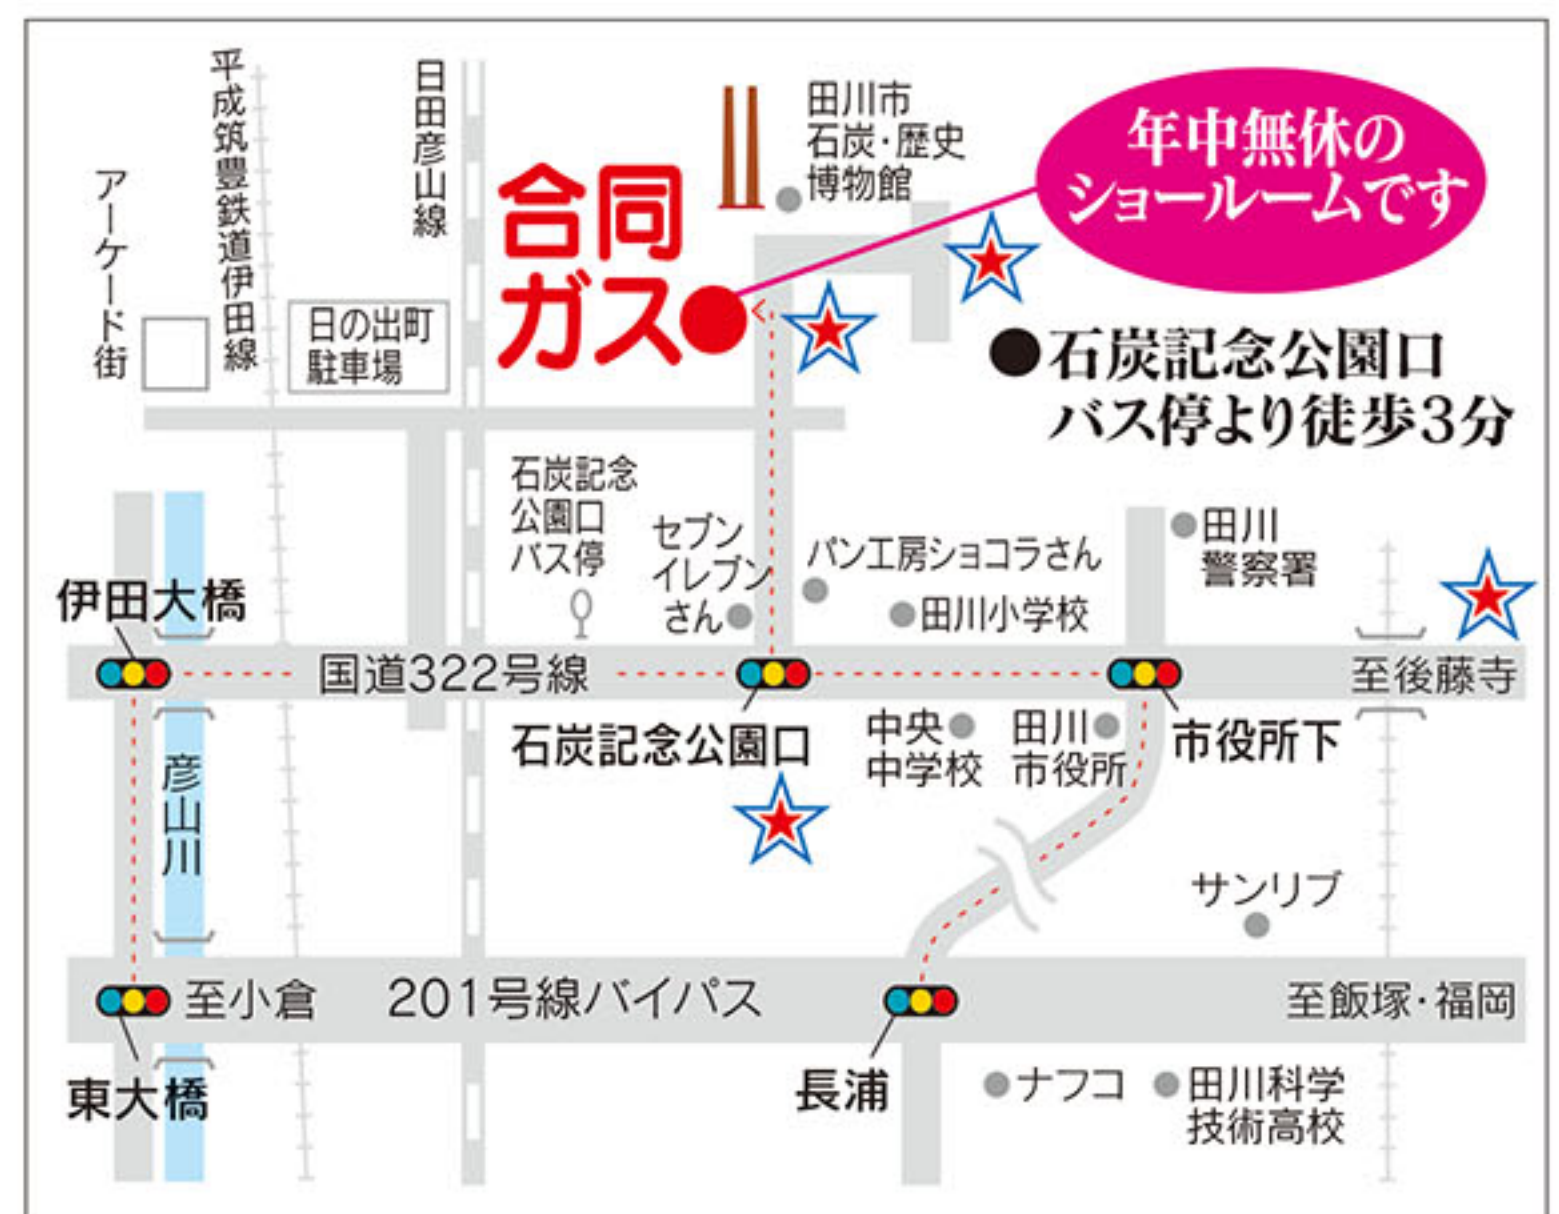 平成筑豊鉄道伊田線
日田彦山線
アーケード街
日の出町
駐車場
合同
ガス
田川市
石炭・歴史
博物館
年中無休の
ショールームです
●石炭記念公園口
バス停より徒歩3分
石炭記念
公園口
バス停
セブン
イレブン
さん
パン工房ショコラさん
田川小学校
田川
警察署
伊田大橋
国道322号線
至後藤寺
石炭記念公園口
中央
中学校
田川
市役所
市役所下
彦山川
サンリブ
至小倉
201号線バイパス
至飯塚・福岡
東大橋
長浦
ナフコ
田川科学
技術高校